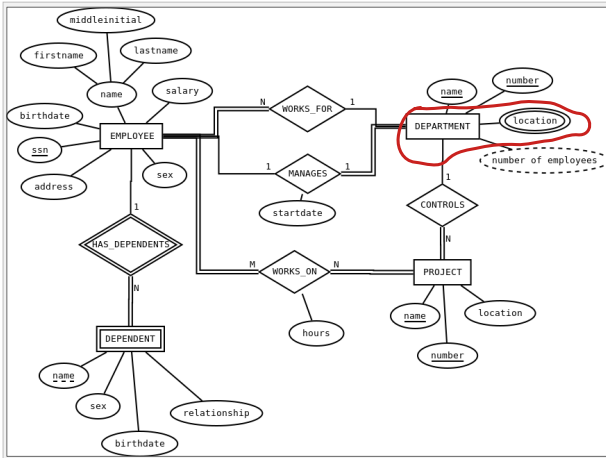 middleinitial
firstname
lastname
name
salary
birthdate
EMPLOYEE
ssn
address
sex
N
WORKS_FOR
1
1
MANAGES
1
startdate
name
number
DEPARTMENT
location
number of employees
1
CONTROLS
N
1
HAS_DEPENDENTS
N
M
WORKS_ON
N
hours
PROJECT
name
number
location
DEPENDENT
name
sex
birthdate
relationship